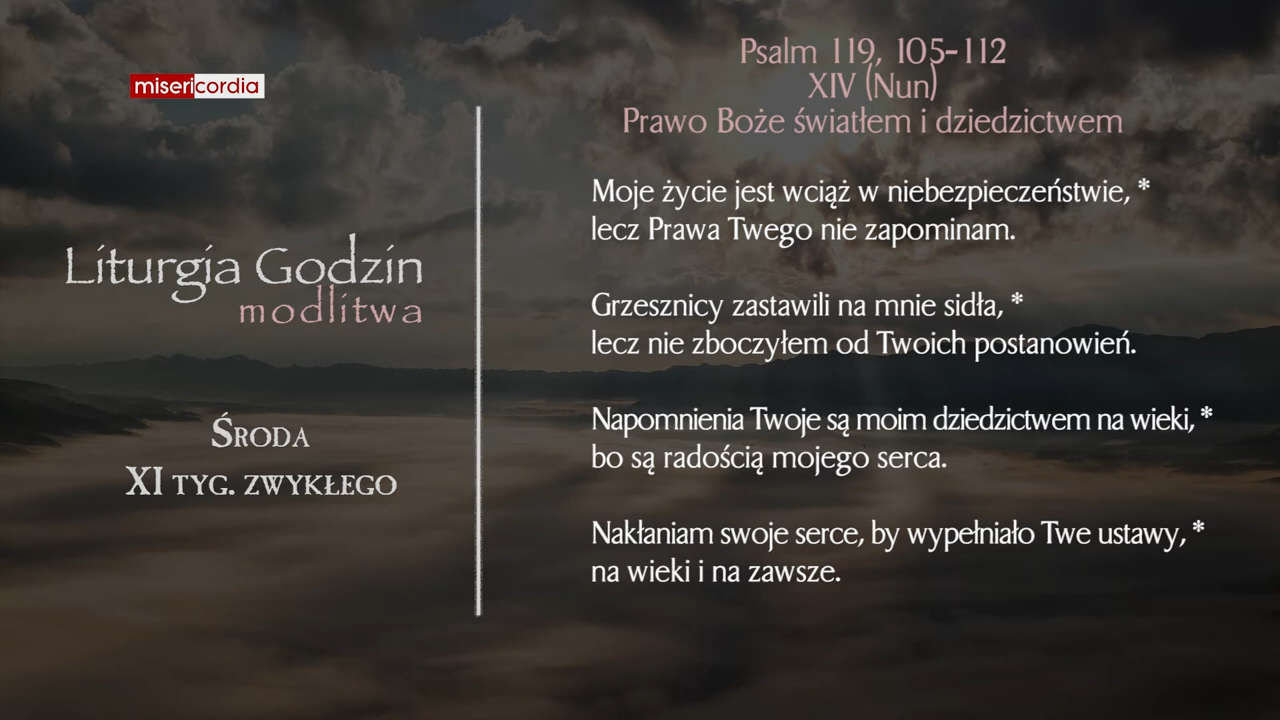 misericordia
Liturgia Godzin
modlitwa
Środa
XI tyg. zwykłego
Psalm 119, 105-112
XIV (Nun)
Prawo Boże światłem i dziedzictwem
Moje życie jest wciąż w niebezpieczeństwie, *
lecz Prawa Twego nie zapominam.
Grzesznicy zastawili na mnie sidła, *
lecz nie zboczyłem od Twoich postanowień.
Napomnienia Twoje są moim dziedzictwem na wieki, *
bo są radością mojego serca.
Nakłaniam swoje serce, by wypełniało Twe ustawy, *
na wieki i na zawsze.